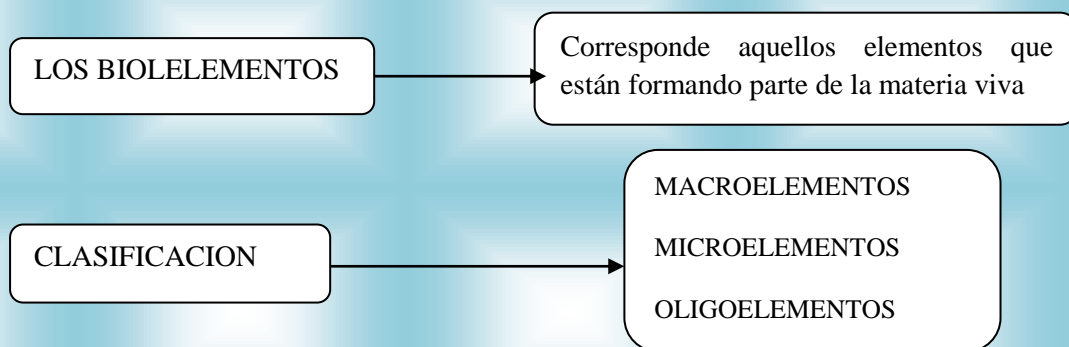 LOS BIOLELEMENTOS
Corresponde aquellos elementos que
están formando parte de la materia viva
CLASIFICACION
MACROELEMENTOS
MICROELEMENTOS
OLIGOELEMENTOS